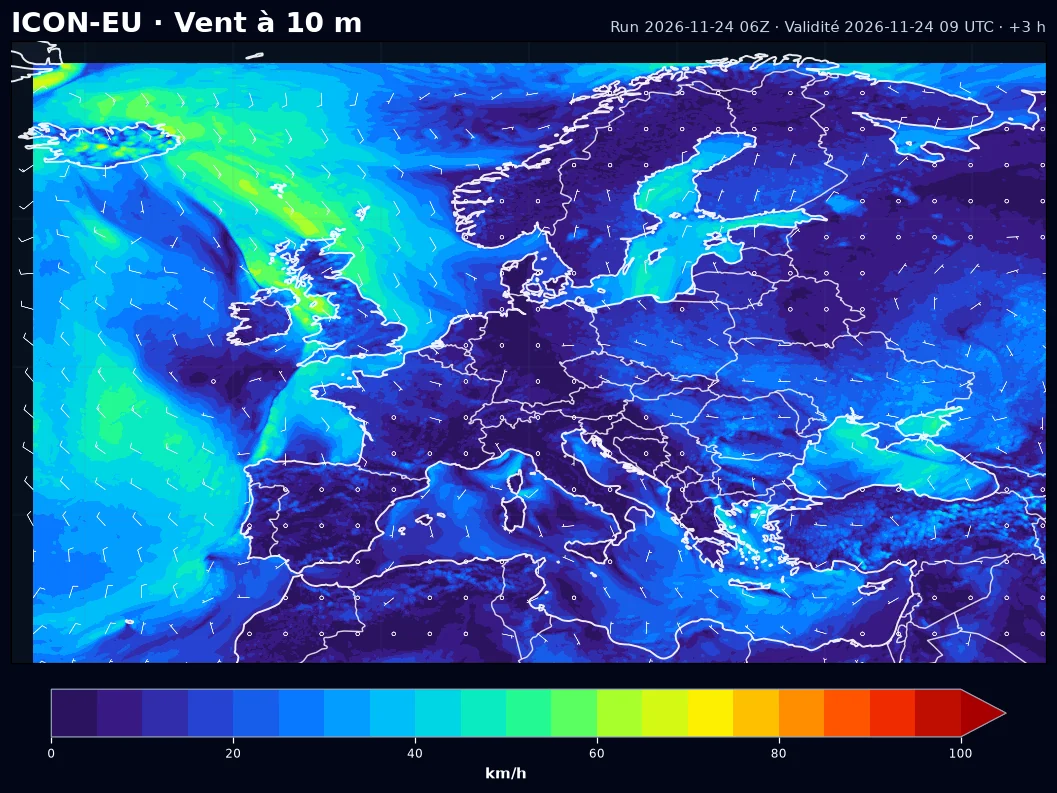 ICON-EU · Vent à 10 m
Run 2026-11-24 06Z · Validité 2026-11-24 09 UTC · +3 h
0 20 40 60 80 100
km/h